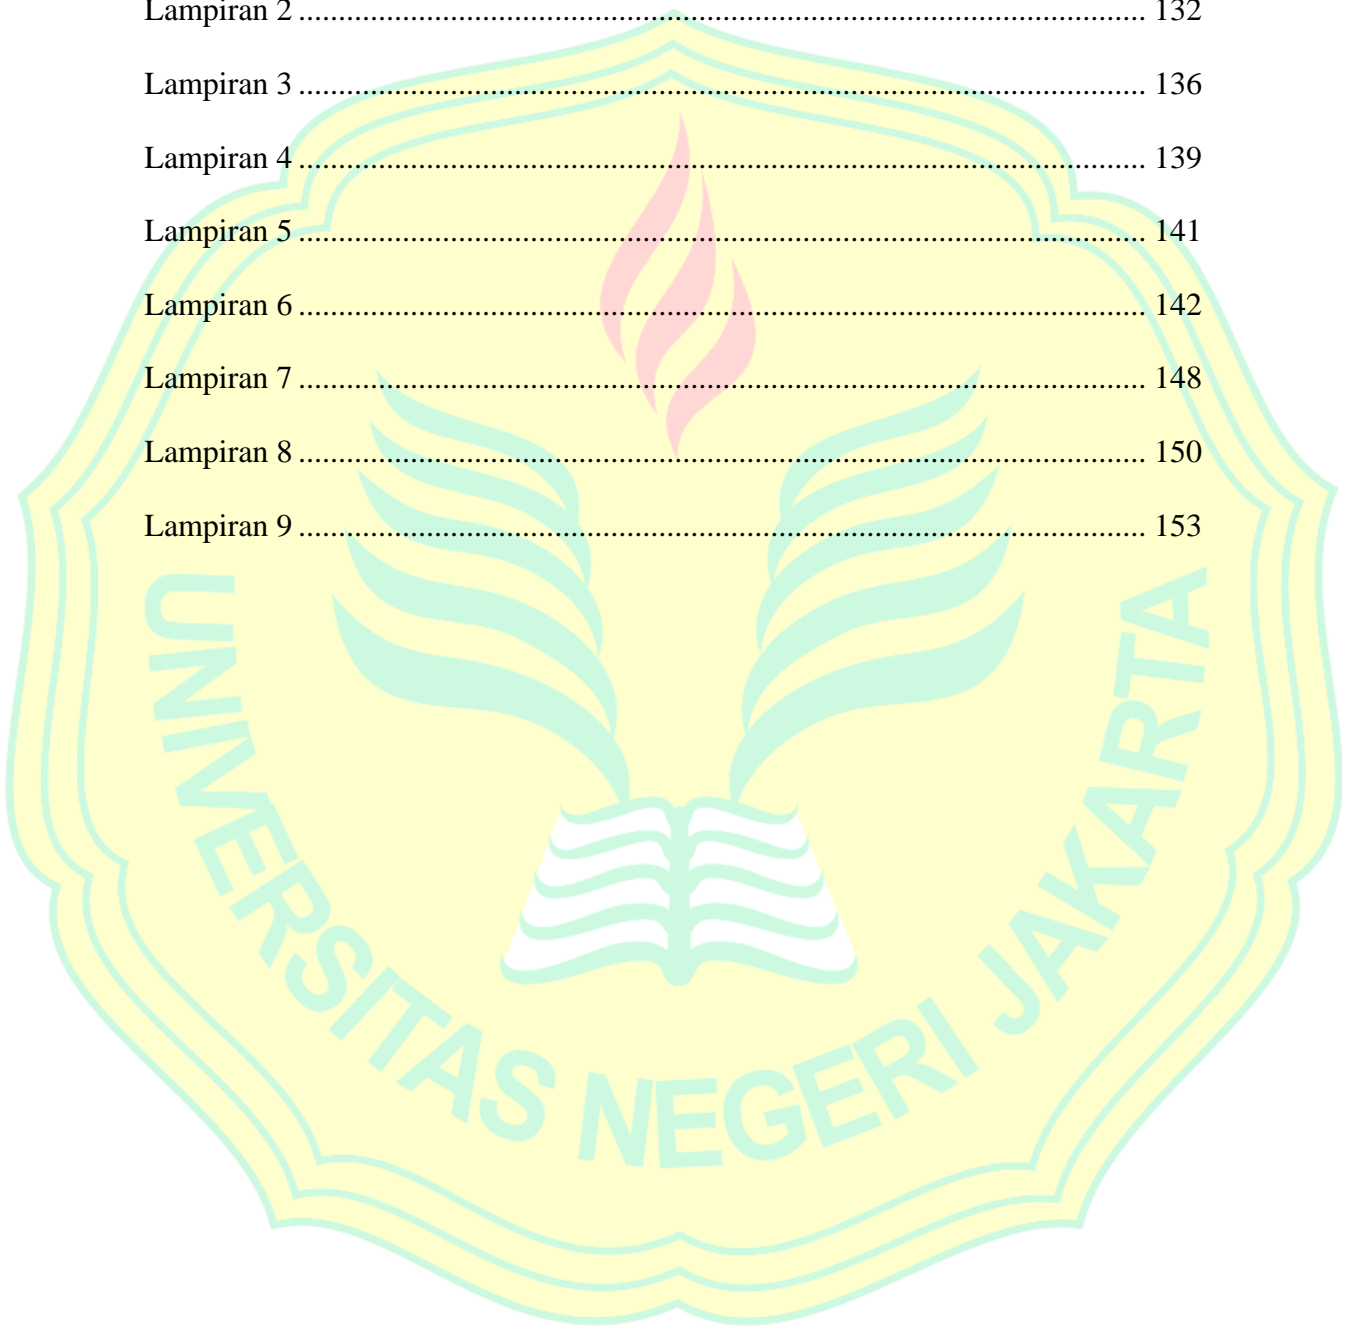 Lampiran 2 .......................................................................................................... 132
Lampiran 3 .......................................................................................................... 136
Lampiran 4 .......................................................................................................... 139
Lampiran 5 .......................................................................................................... 141
Lampiran 6 .......................................................................................................... 142
Lampiran 7 .......................................................................................................... 148
Lampiran 8 .......................................................................................................... 150
Lampiran 9 .......................................................................................................... 153
UNIVERSITAS NEGERI JAKARTA